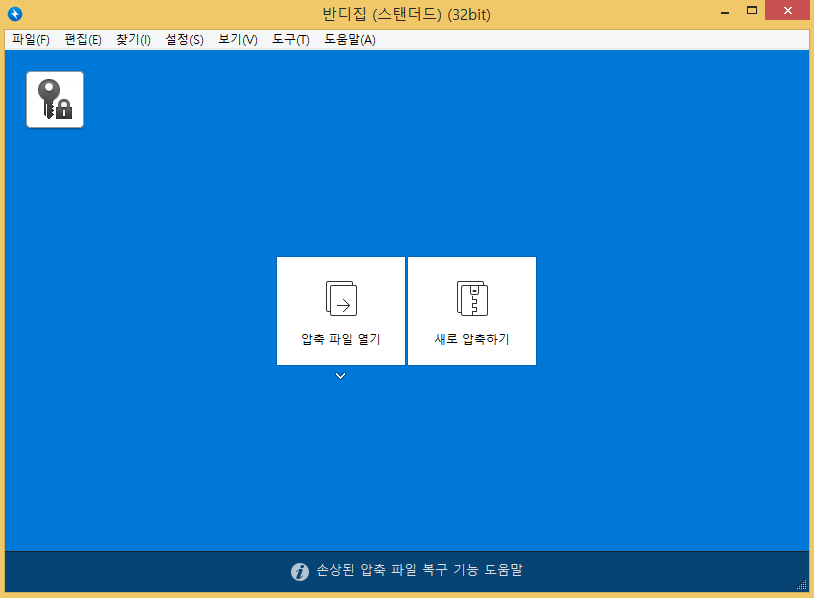 반디집 (스탠더드) (32bit)
파일(F) 편집(E) 찾기(I) 설정(S) 보기(V) 도구(T) 도움말(A)
압축 파일 열기 새로 압축하기
손상된 압축 파일 복구 기능 도움말